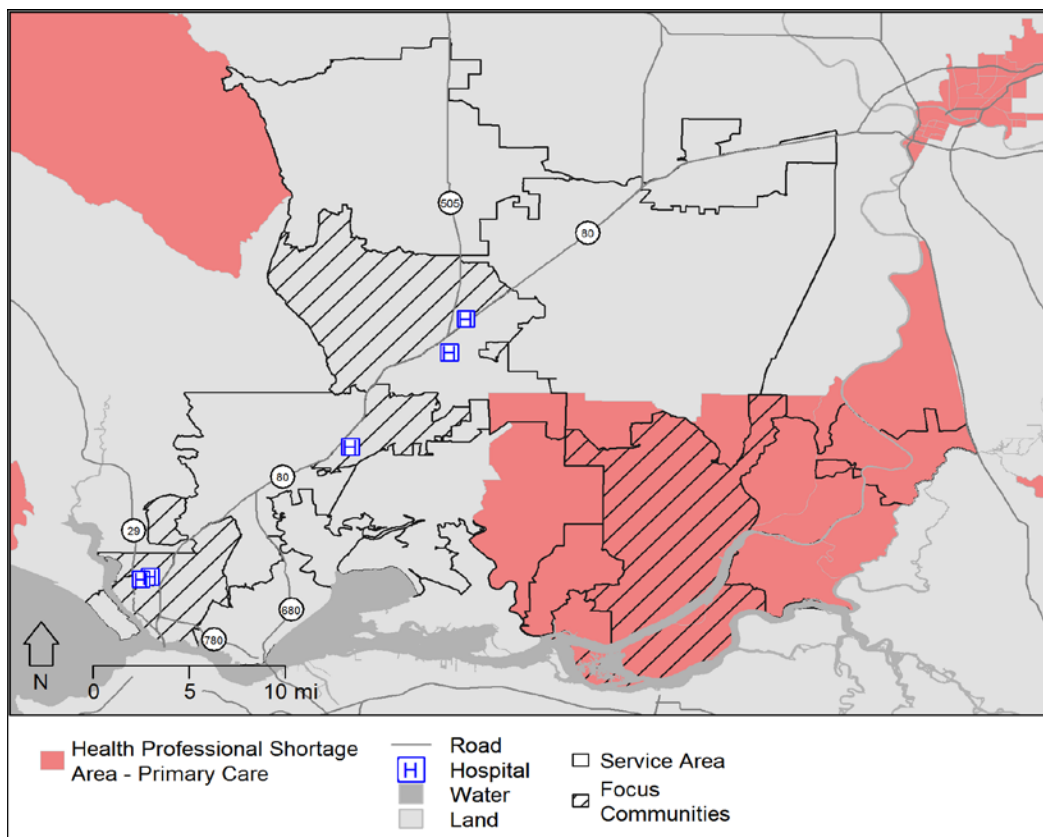 505
80
80
29
680
780
N
0 5 10 mi
H
H
H
H
H
Health Professional Shortage
Area - Primary Care
Road
H Hospital
Water
Land
Service Area
Focus
Communities